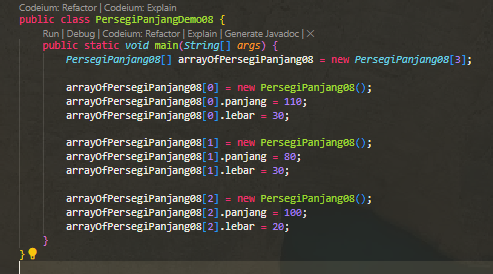 Codeium: Refactor | Explain
public class PersegiPanjangDemo08 {
Run | Debug | Codeium: Refactor | Explain | Generate Javadoc | ×
public static void main(String[] args) {
PersegiPanjang08[] arrayOfPersegiPanjang08 = new PersegiPanjang08[3];
arrayOfPersegiPanjang08[0] = new PersegiPanjang08();
arrayOfPersegiPanjang08[0].panjang = 110;
arrayOfPersegiPanjang08[0].lebar = 30;
arrayOfPersegiPanjang08[1] = new PersegiPanjang08();
arrayOfPersegiPanjang08[1].panjang = 80;
arrayOfPersegiPanjang08[1].lebar = 30;
arrayOfPersegiPanjang08[2] = new PersegiPanjang08();
arrayOfPersegiPanjang08[2].panjang = 100;
arrayOfPersegiPanjang08[2].lebar = 20;
}
}